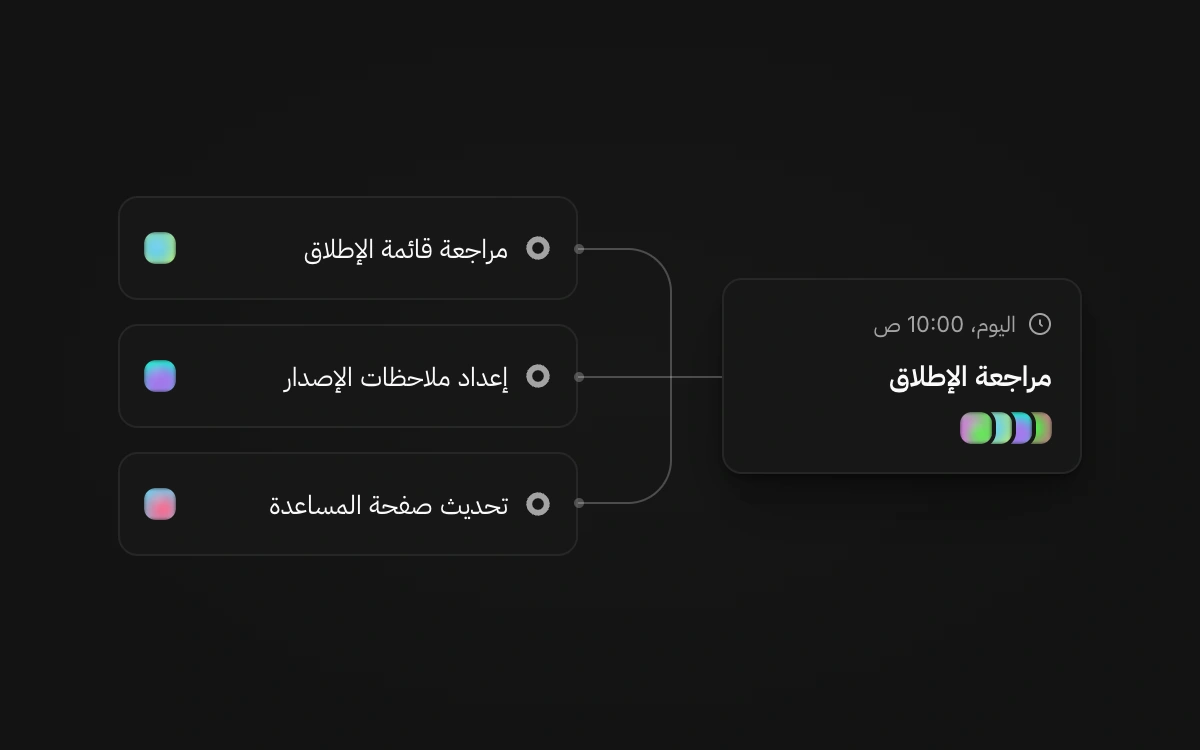 اليوم، 10:00 ص
مراجعة الإطلاق
مراجعة قائمة الإطلاق
إعداد ملاحظات الإصدار
تحديث صفحة المساعدة